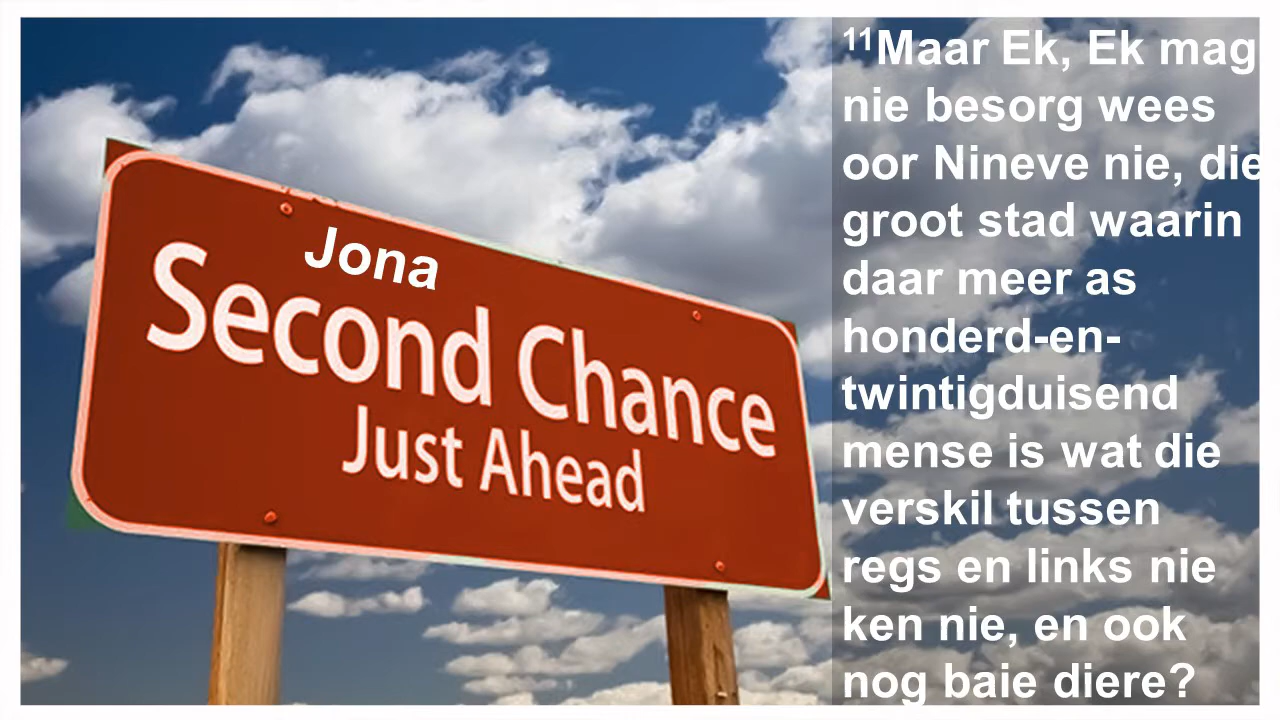 Jona
Second Chance
Just Ahead
¹¹Maar Ek, Ek mag
nie besorg wees
oor Nineve nie, die
groot stad waarin
daar meer as
honderd-en-
twintigduisend
mense is wat die
verskil tussen
regs en links nie
ken nie, en ook
nog baie diere?